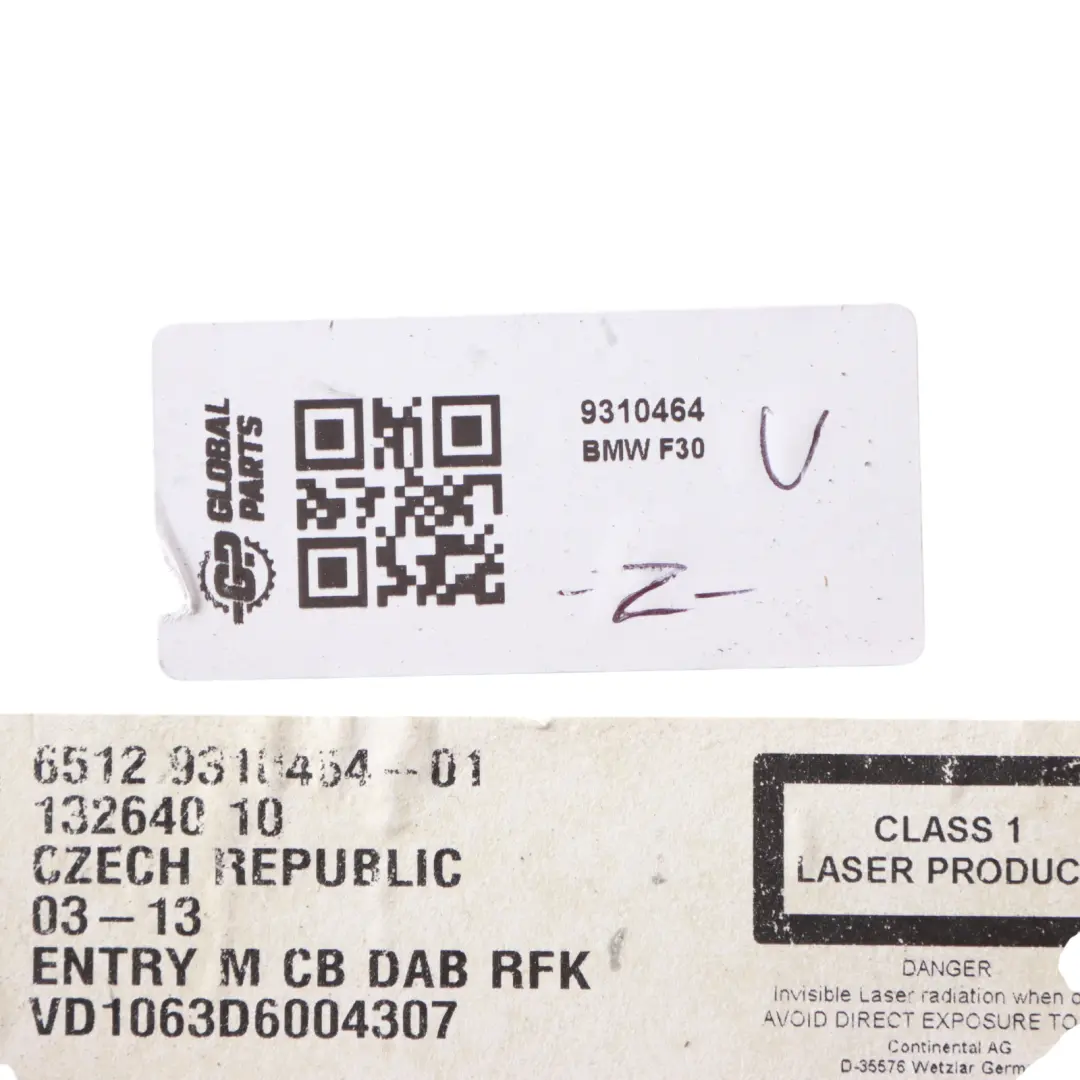 GLOBAL
PARTS
GP
9310464
BMW F30
U
-Z-
6512 9310464-01
132640 10
CZECH REPUBLIC
03-13
ENTRY M CB DAB RFK
VD1063D6004307
CLASS 1
LASER PRODUC
DANGER
Invisible Laser radiation when
AVOID DIRECT EXPOSURE TO
Continental AG
D-35576 Wetzlar Germ